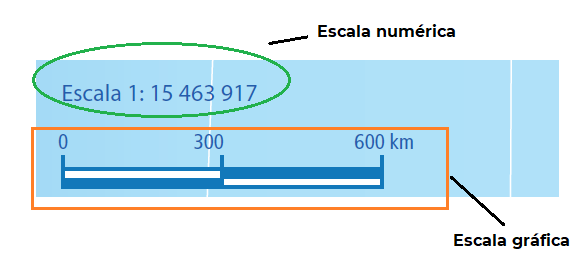 Escala numérica
Escala 1: 15 463 917
0 300 600 km
Escala gráfica